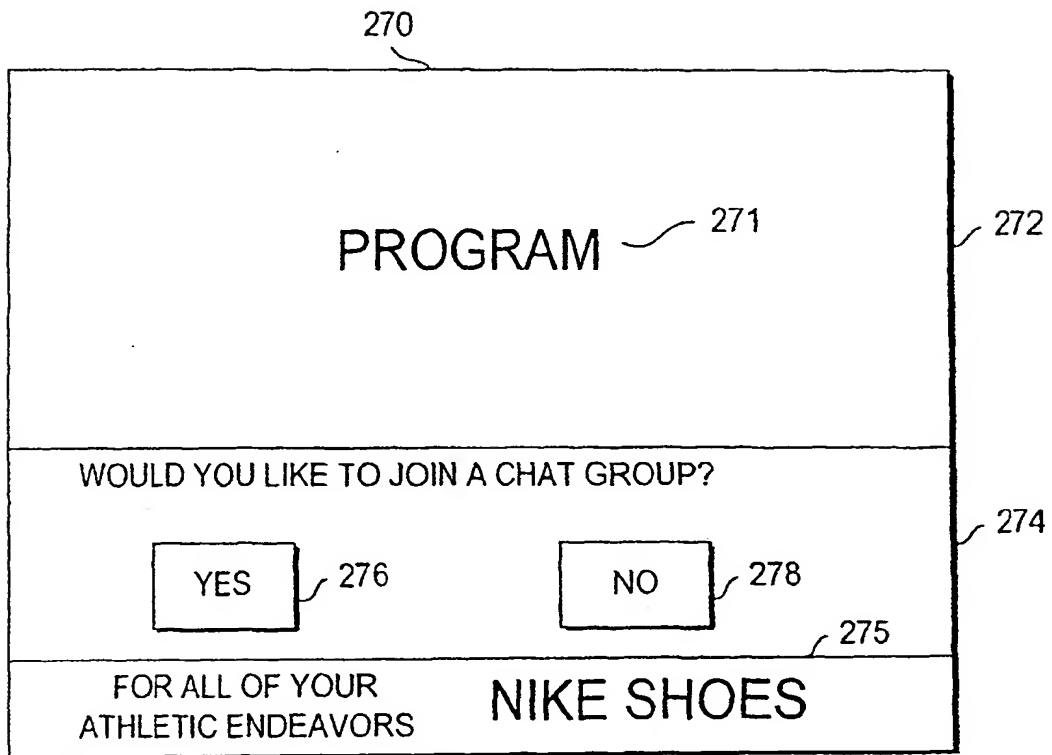 270
PROGRAM 271
272
WOULD YOU LIKE TO JOIN A CHAT GROUP?
274
YES 276 NO 278
275
FOR ALL OF YOUR
ATHLETIC ENDEAVORS
NIKE SHOES